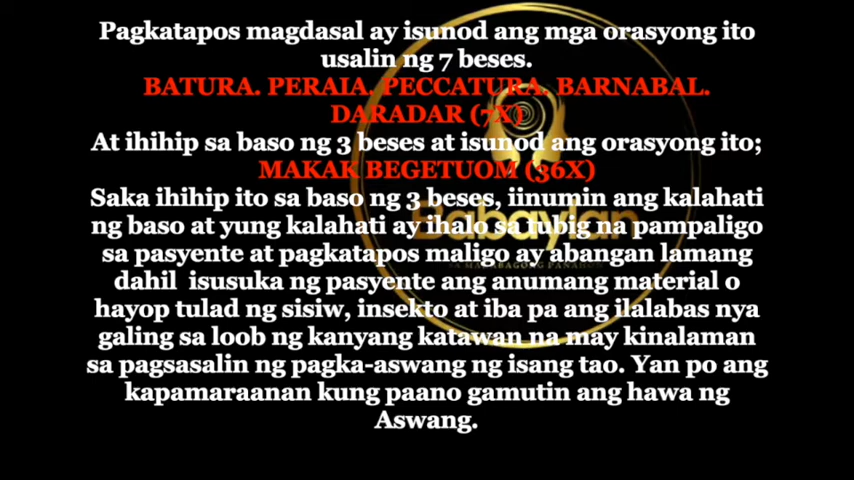 Pagkatapos magdasal ay isunod ang mga orasyong ito
usalin ng 7 beses.
BATURA. PERAIA. PECCATURA. BARNABAL.
DARADAR (7X)
At ihihip sa baso ng 3 beses at isunod ang orasyong ito;
MAKAK BEGETUOM (36X)
Saka ihihip ito sa baso ng 3 beses, iinumin ang kalahati
ng baso at yung kalahati ay ihalo sa tubig na pampaligo
sa pasyente at pagkatapos maligo ay abangan lamang
dahil isusuka ng pasyente ang anumang material o
hayop tulad ng sisiw, insekto at iba pa ang ilalabas nya
galing sa loob ng kanyang katawan na may kinalaman
sa pagsasalin ng pagka-aswang ng isang tao. Yan po ang
kapamaraanan kung paano gamutin ang hawa ng
Aswang.
Babaylan